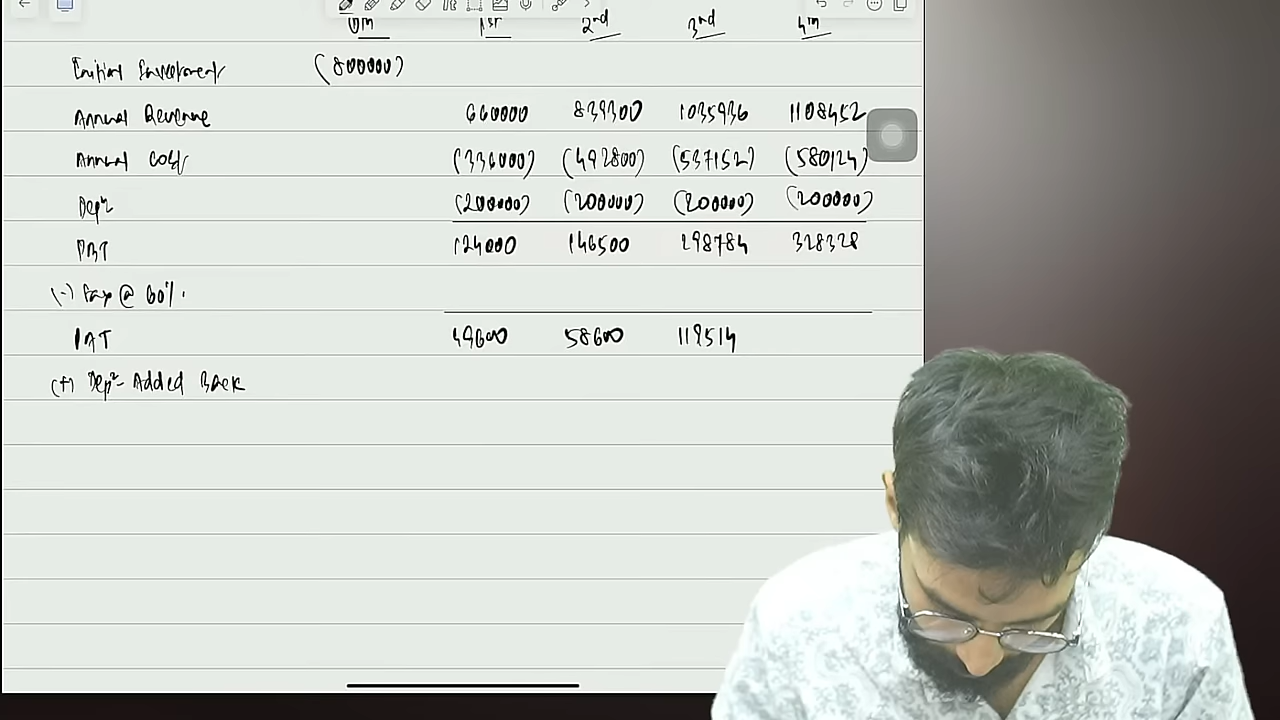 0th 1st 2nd 3rd 4th
Initial Investment (800000)
Annual Revenue 660000 839300 1035936 1108452
Annual Cost (336000) (492800) (537152) (580124)
Depn (200000) (200000) (200000) (200000)
PBT 124000 146500 298784 328328
(-) Tax @ 60%.
PAT 49600 58600 119514
(+) Depn Added Back